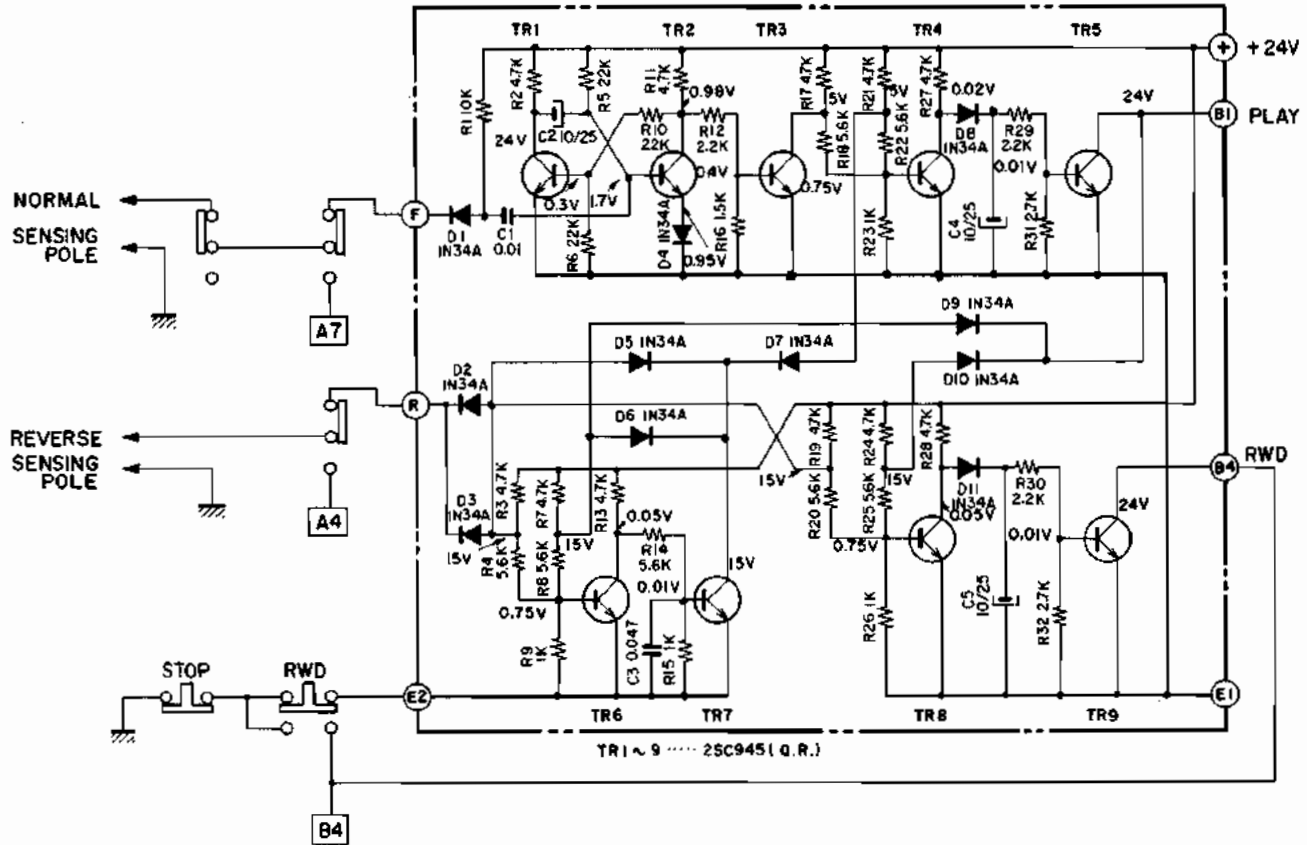 TR1
TR2
TR3
TR4
TR5
+
+24V
R1 10K
R2 4.7K
R5 22K
R11 4.7K
0.98V
R17 4.7K
5V
R21 4.7K
5V
R27 4.7K
0.02V
24V
B1
PLAY
C2 10/25
24V
R10 22K
R12 2.2K
R18 5.6K
R22 5.6K
D8 1N34A
R29 2.2K
0.01V
0.4V
0.75V
NORMAL
SENSING POLE
F
D1 1N34A
C1 0.01
0.3V
1.7V
R6 22K
D4 1N34A
0.95V
R16 1.5K
R23 1K
C4 10/25
R31 2.7K
A7
D9 1N34A
D5 1N34A
D7 1N34A
D10 1N34A
D2 1N34A
R
D6 1N34A
REVERSE
SENSING POLE
A4
D3 1N34A
15V
R3 4.7K
R4 5.6K
R7 4.7K
R8 5.6K
15V
R13 4.7K
0.05V
R14 5.6K
0.01V
15V
0.75V
R9 1K
C3 0.047
R15 1K
15V
R19 4.7K
R20 5.6K
R24 4.7K
15V
R25 5.6K
R28 4.7K
D11 1N34A
0.05V
R30 2.2K
0.01V
24V
B4
RWD
0.75V
R26 1K
C5 10/25
R32 2.7K
STOP
RWD
E2
E1
TR6
TR7
TR8
TR9
TR1~9 ····· 2SC945(Q.R.)
B4